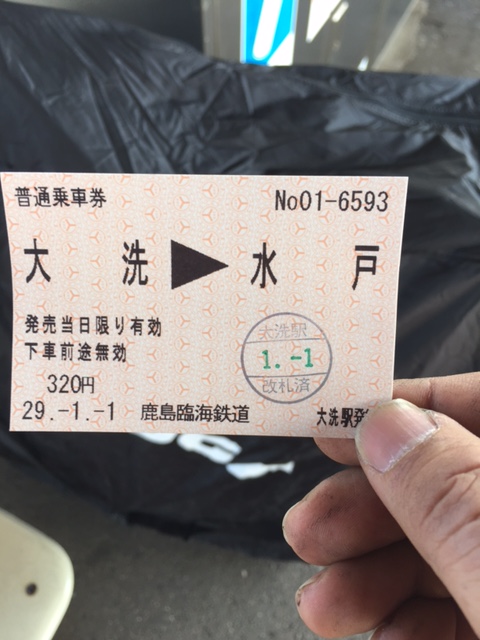 普通乗車券 No01-6593
大洗▶水戸
発売当日限り有効
下車前途無効
320円
大洗駅
1.-1
改札済
29.-1.-1 鹿島臨海鉄道 大洗駅発